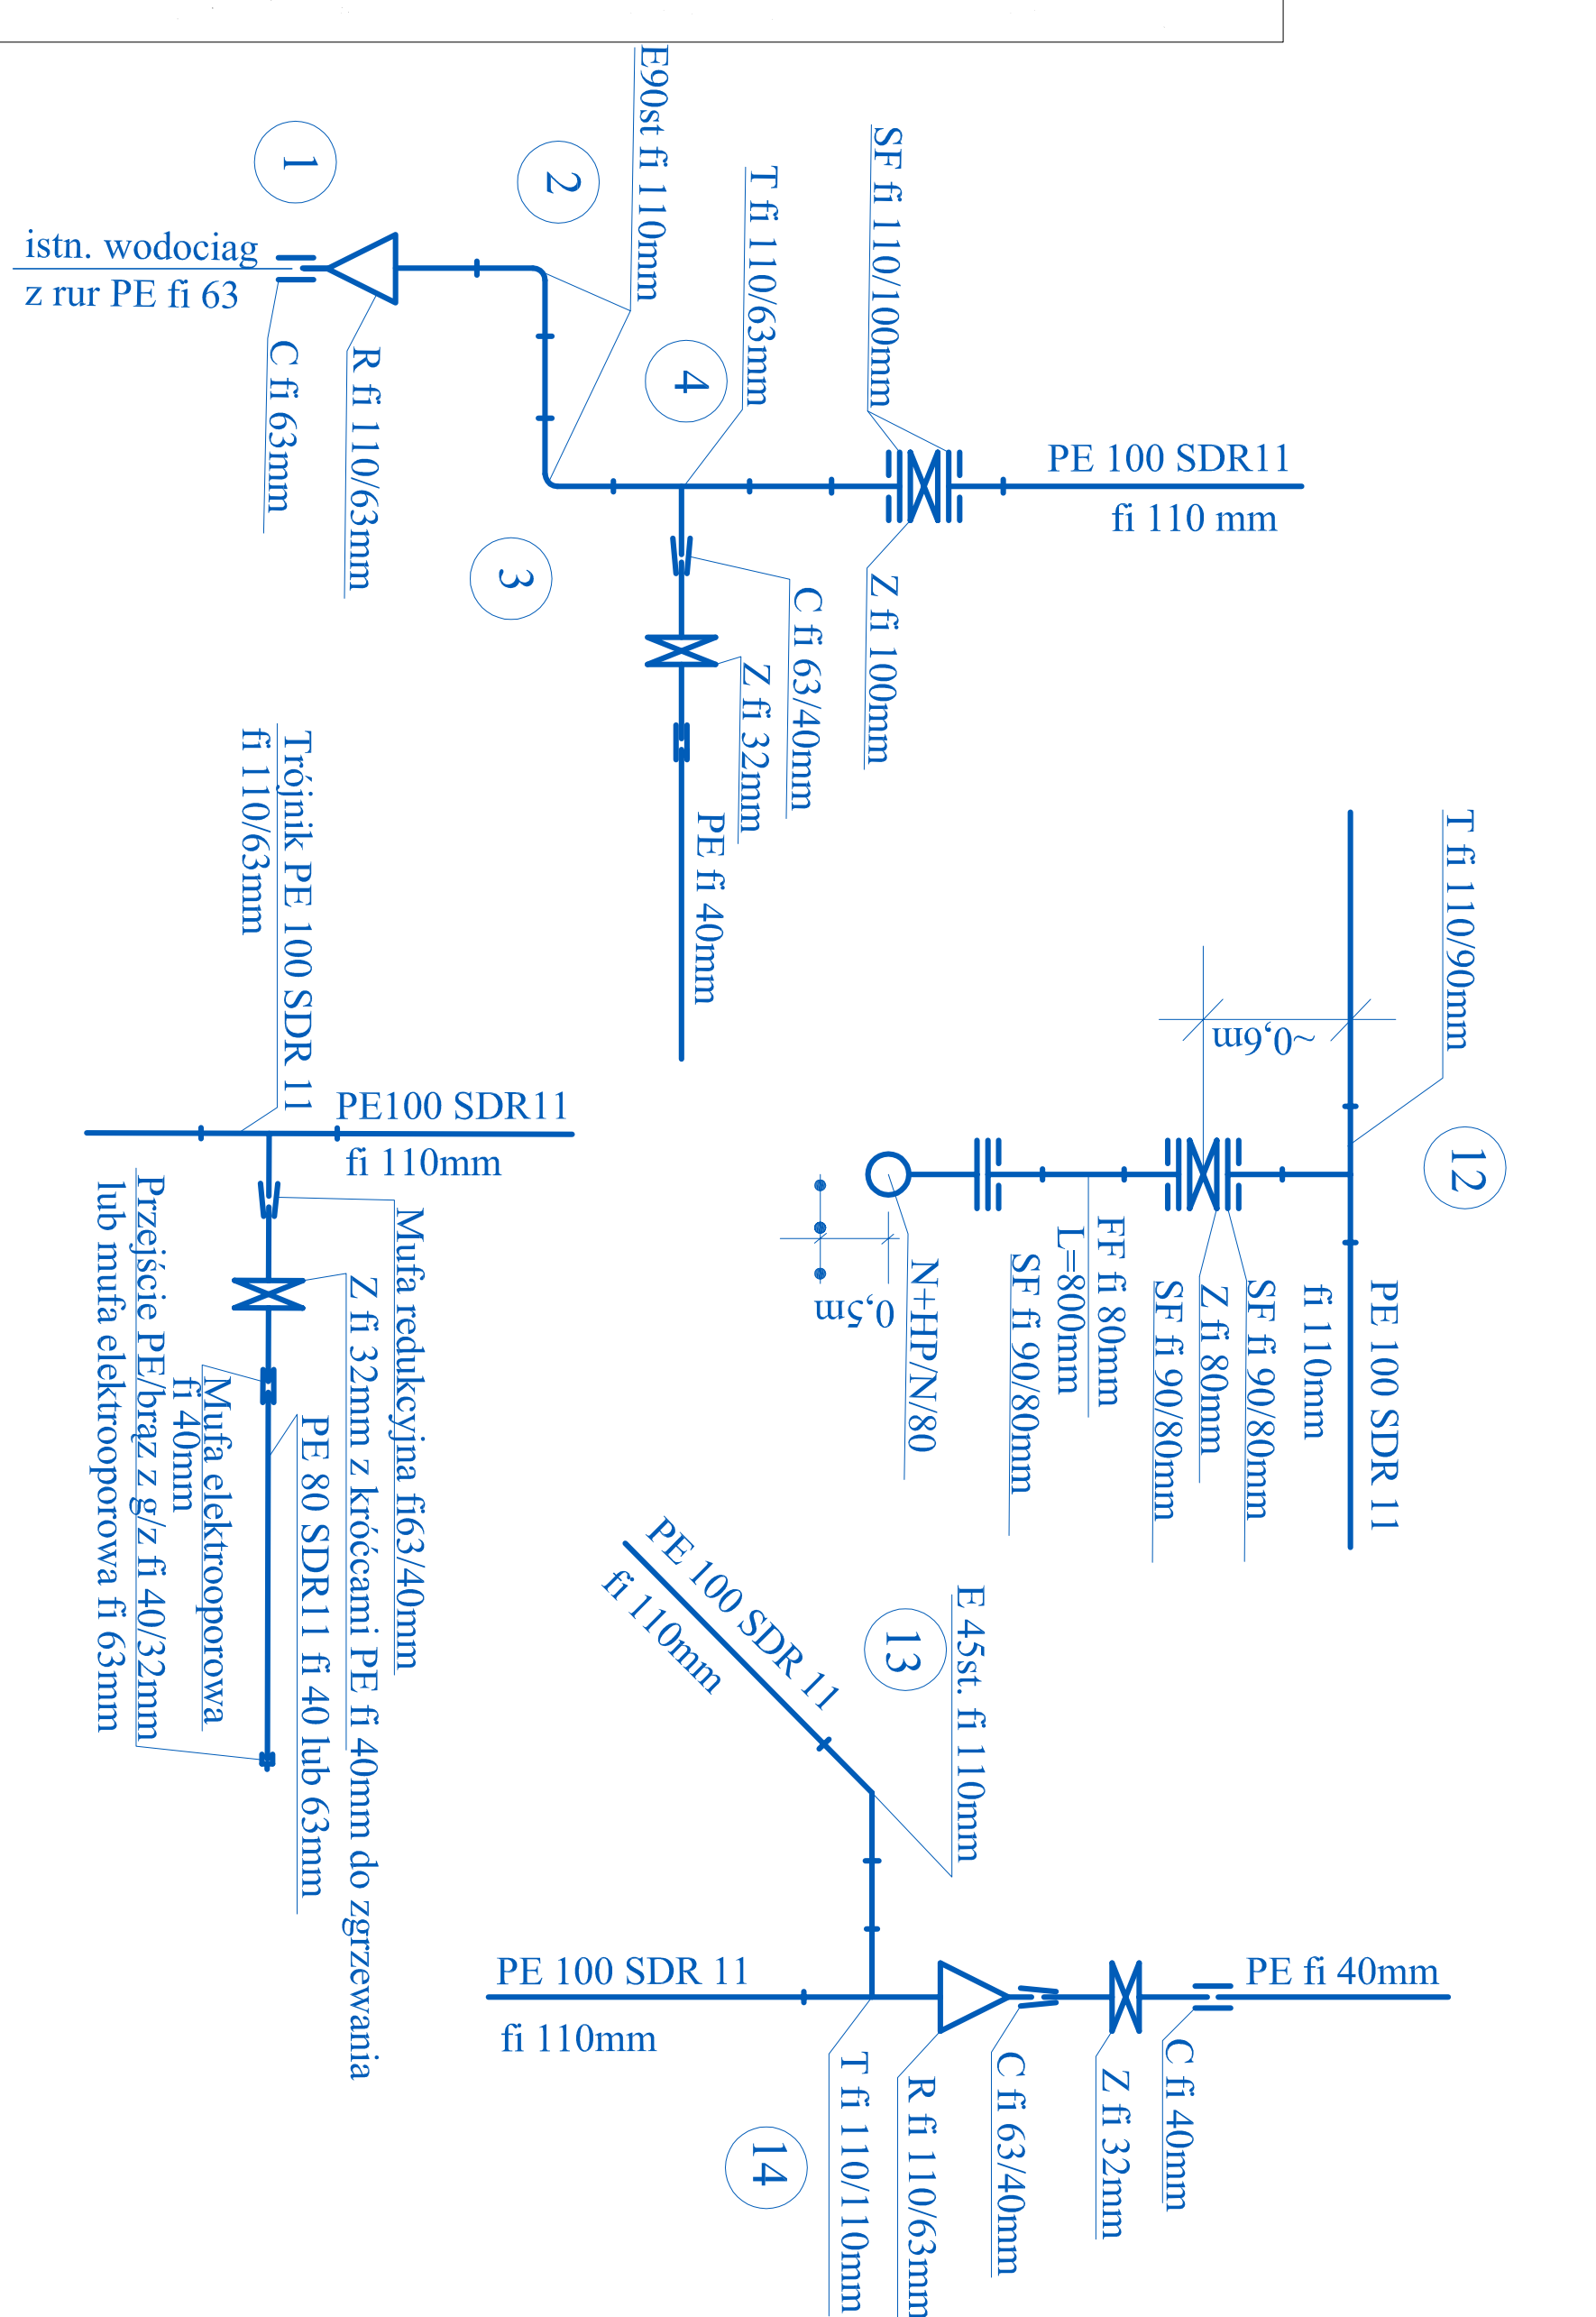 E90st fi 110mm
SF fi 110/100mm
T fi 110/63mm
1
2
istn. wodociag
z rur PE fi 63
C fi 63mm
R fi 110/63mm
4
3
PE 100 SDR11
fi 110 mm
Z fi 100mm
C fi 63/40mm
Z fi 32mm
PE fi 40mm
T fi 110/90mm
~0,6m
12
PE 100 SDR 11
fi 110mm
SF fi 90/80mm
Z fi 80mm
SF fi 90/80mm
FF fi 80mm
L=800mm
SF fi 90/80mm
N+HP/N/80
0,5m
Trójnik PE 100 SDR 11
fi 110/63mm
PE100 SDR11
fi 110mm
Mufa redukcyjna fi63/40mm
Z fi 32mm z króćcami PE fi 40mm do zgrzewania
PE 80 SDR11 fi 40 lub 63mm
Mufa elektrooporowa
fi 40mm
Przejście PE/brąz z g/z fi 40/32mm
lub mufa elektrooporowa fi 63mm
PE 100 SDR 11
fi 110mm
13
E 45st. fi 110mm
PE 100 SDR 11
fi 110mm
PE fi 40mm
C fi 40mm
Z fi 32mm
C fi 63/40mm
R fi 110/63mm
T fi 110/110mm
14